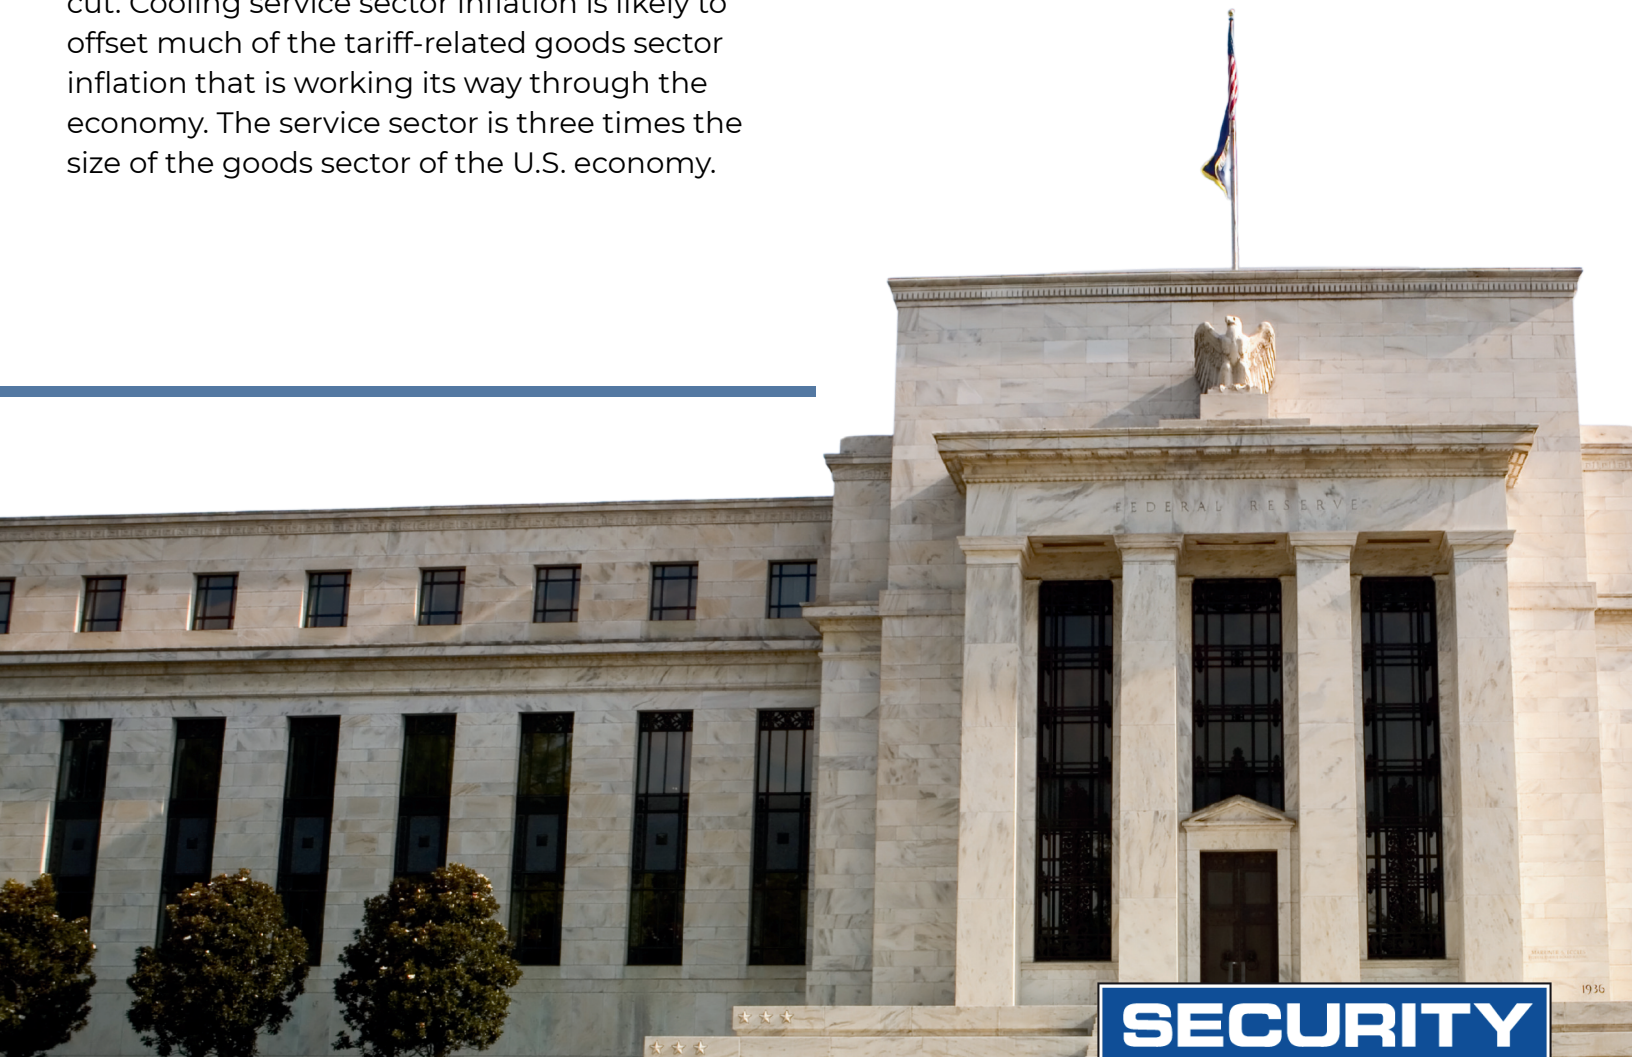 cut. Cooling service sector inflation is likely to
offset much of the tariff-related goods sector
inflation that is working its way through the
economy. The service sector is three times the
size of the goods sector of the U.S. economy.
FEDERAL RESERVE
1936
SECURITY